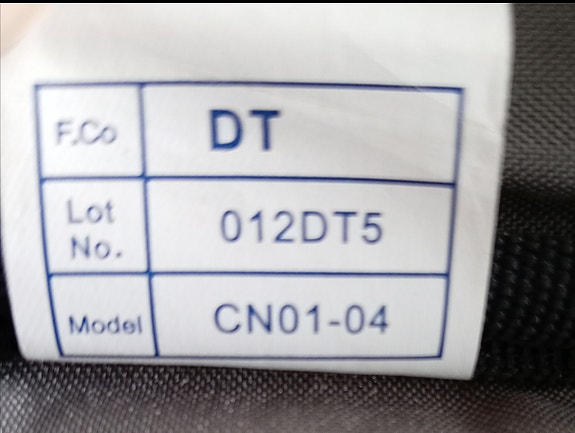 F.Co DT
Lot No. 012DT5
Model CN01-04